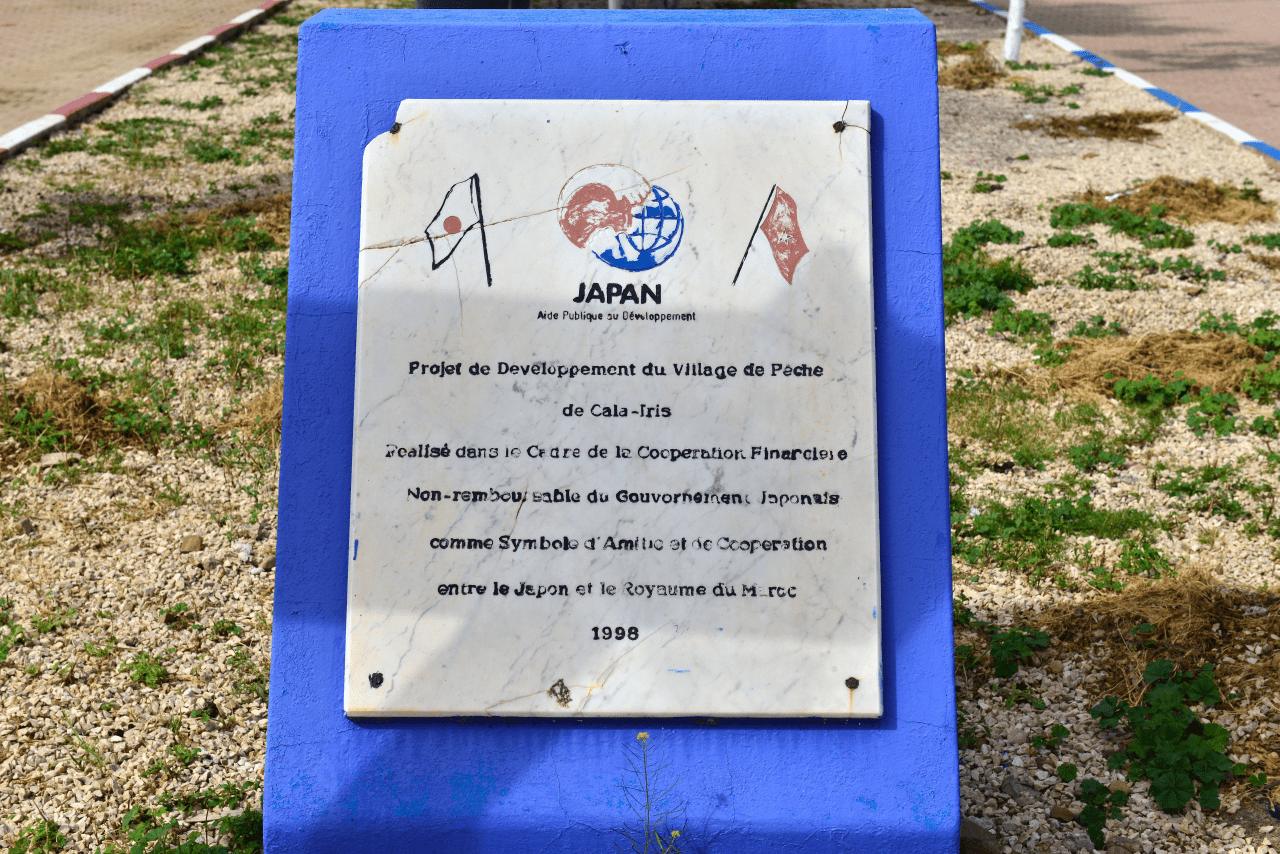 JAPAN
Aide Publique au Développement
Projet de Developpement du Village de Pêche
de Cala-Iris
Realisé dans le Cadre de la Cooperation Financiere
Non-remboursable du Gouvernement Japonais
comme Symbole d'Amitie et de Cooperation
entre le Japon et le Royaume du Maroc
1998